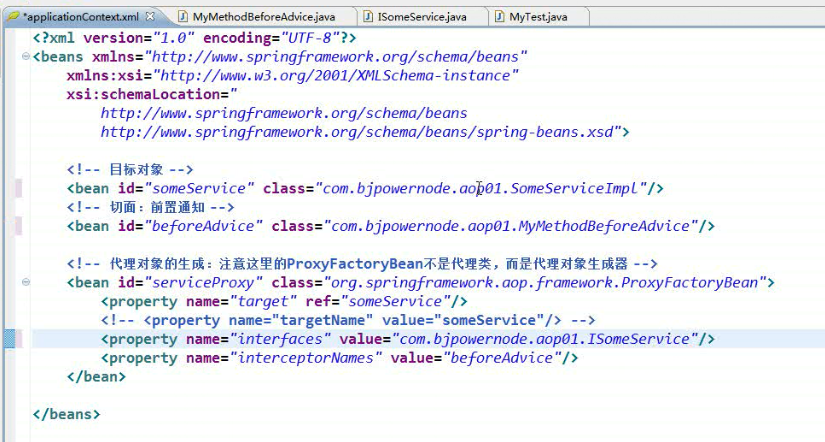 *applicationContext.xml MyMethodBeforeAdvice.java ISomeService.java MyTest.java
<?xml version="1.0" encoding="UTF-8"?>
<beans xmlns="http://www.springframework.org/schema/beans"
xmlns:xsi="http://www.w3.org/2001/XMLSchema-instance"
xsi:schemaLocation="
http://www.springframework.org/schema/beans
http://www.springframework.org/schema/beans/spring-beans.xsd">
<!-- 目标对象 -->
<bean id="someService" class="com.bjpowernode.aop01.SomeServiceImpl"/>
<!-- 切面：前置通知 -->
<bean id="beforeAdvice" class="com.bjpowernode.aop01.MyMethodBeforeAdvice"/>
<!-- 代理对象的生成：注意这里的ProxyFactoryBean不是代理类，而是代理对象生成器 -->
<bean id="serviceProxy" class="org.springframework.aop.framework.ProxyFactoryBean">
<property name="target" ref="someService"/>
<!-- <property name="targetName" value="someService"/> -->
<property name="interfaces" value="com.bjpowernode.aop01.ISomeService"/>
<property name="interceptorNames" value="beforeAdvice"/>
</bean>
</beans>